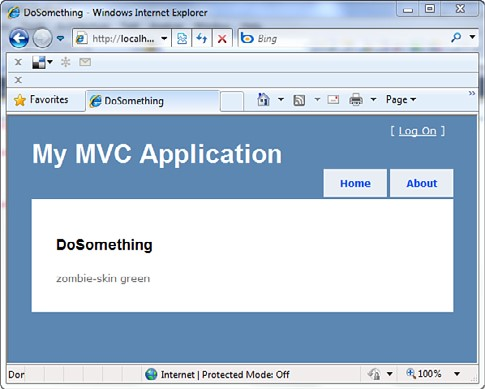 DoSomething - Windows Internet Explorer
http://localh...
Bing
Favorites
DoSomething
Page
[ Log On ]
My MVC Application
Home
About
DoSomething
zombie-skin green
Dor
Internet | Protected Mode: Off
100%